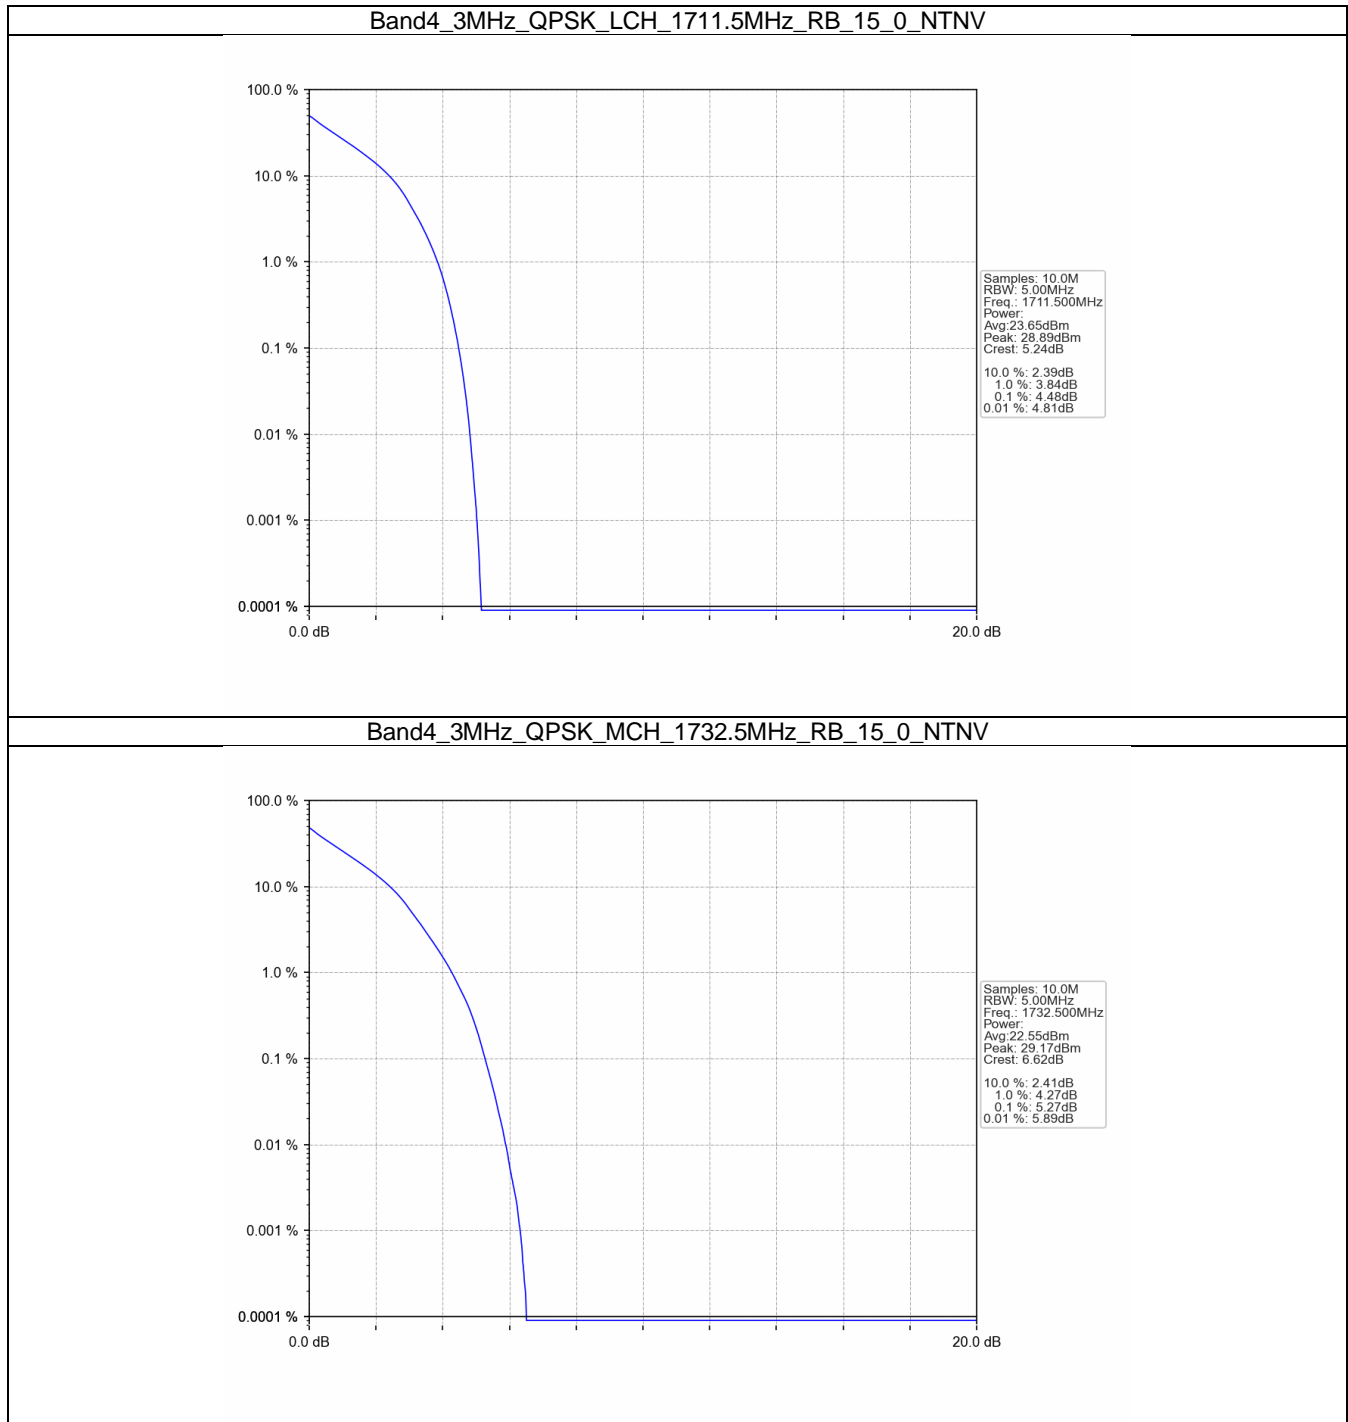 Band4_3MHz_QPSK_LCH_1711.5MHz_RB_15_0_NTNV
100.0 %
10.0 %
1.0 %
0.1 %
0.01 %
0.001 %
0.0001 %
0.0 dB
20.0 dB
Samples: 10.0M
RBW: 5.00MHz
Freq.: 1711.500MHz
Power:
Avg:23.65dBm
Peak: 28.89dBm
Crest: 5.24dB
10.0 %: 2.39dB
1.0 %: 3.84dB
0.1 %: 4.48dB
0.01 %: 4.81dB
Band4_3MHz_QPSK_MCH_1732.5MHz_RB_15_0_NTNV
100.0 %
10.0 %
1.0 %
0.1 %
0.01 %
0.001 %
0.0001 %
0.0 dB
20.0 dB
Samples: 10.0M
RBW: 5.00MHz
Freq.: 1732.500MHz
Power:
Avg:22.55dBm
Peak: 29.17dBm
Crest: 6.62dB
10.0 %: 2.41dB
1.0 %: 4.27dB
0.1 %: 5.27dB
0.01 %: 5.89dB